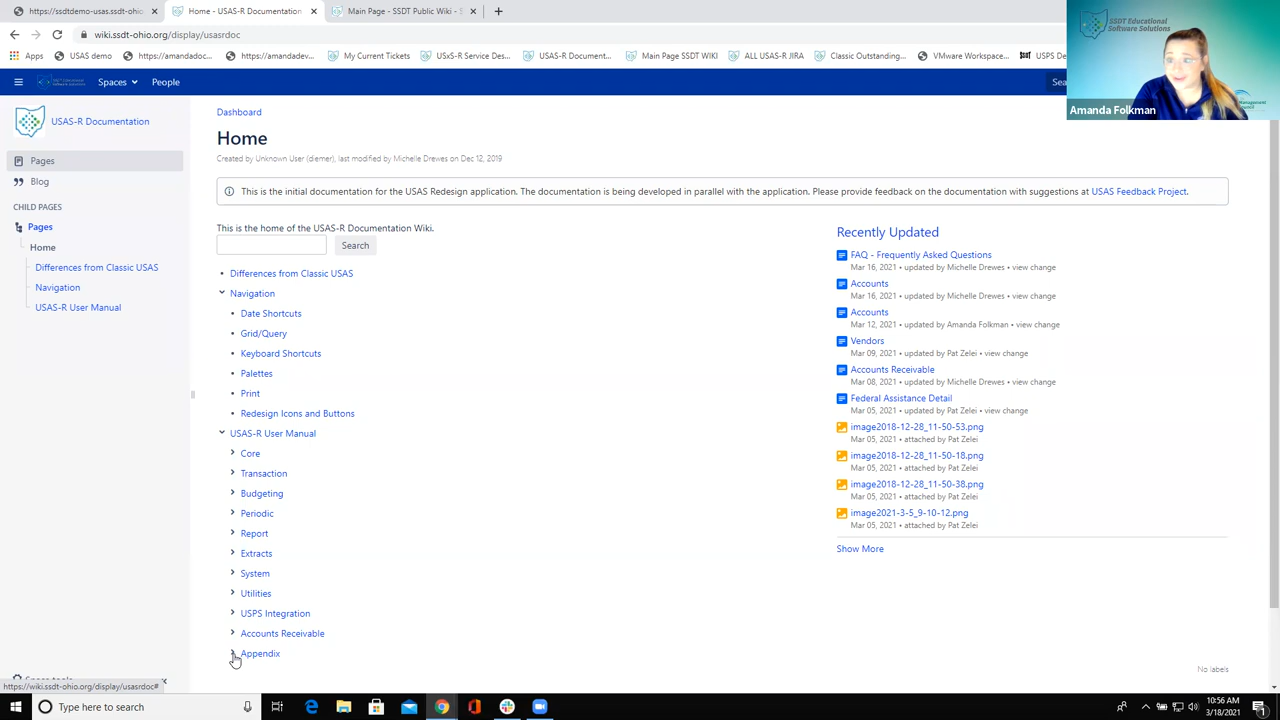 https://ssdtdemo-usas.ssdt-ohio
Home - USAS-R Documentation
Main Page - SSDT Public Wiki - S
wiki.ssdt-ohio.org/display/usasrdoc
Apps
USAS demo
https://amandadoc...
https://amandadev...
My Current Tickets
USxS-R Service Des...
USAS-R Document...
Main Page SSDT WIKI
ALL USAS-R JIRA
Classic Outstanding...
VMware Workspace...
USPS De
SSDT Educational
Software Solutions
Amanda Folkman
Spaces
People
Sea
USAS-R Documentation
Pages
Blog
CHILD PAGES
Pages
Home
Differences from Classic USAS
Navigation
USAS-R User Manual
Dashboard
Home
Created by Unknown User (diemer), last modified by Michelle Drewes on Dec 12, 2019
This is the initial documentation for the USAS Redesign application. The documentation is being developed in parallel with the application. Please provide feedback on the documentation with suggestions at USAS Feedback Project.
This is the home of the USAS-R Documentation Wiki.
Search
Differences from Classic USAS
Navigation
Date Shortcuts
Grid/Query
Keyboard Shortcuts
Palettes
Print
Redesign Icons and Buttons
USAS-R User Manual
Core
Transaction
Budgeting
Periodic
Report
Extracts
System
Utilities
USPS Integration
Accounts Receivable
Appendix
Recently Updated
FAQ - Frequently Asked Questions
Mar 16, 2021 • updated by Michelle Drewes • view change
Accounts
Mar 16, 2021 • updated by Michelle Drewes • view change
Accounts
Mar 12, 2021 • updated by Amanda Folkman • view change
Vendors
Mar 09, 2021 • updated by Pat Zelei • view change
Accounts Receivable
Mar 08, 2021 • updated by Michelle Drewes • view change
Federal Assistance Detail
Mar 05, 2021 • updated by Pat Zelei • view change
image2018-12-28_11-50-53.png
Mar 05, 2021 • attached by Pat Zelei
image2018-12-28_11-50-18.png
Mar 05, 2021 • attached by Pat Zelei
image2018-12-28_11-50-38.png
Mar 05, 2021 • attached by Pat Zelei
image2021-3-5_9-10-12.png
Mar 05, 2021 • attached by Pat Zelei
Show More
No labels
https://wiki.ssdt-ohio.org/display/usasrdoc#
Type here to search
10:56 AM
3/18/2021
1